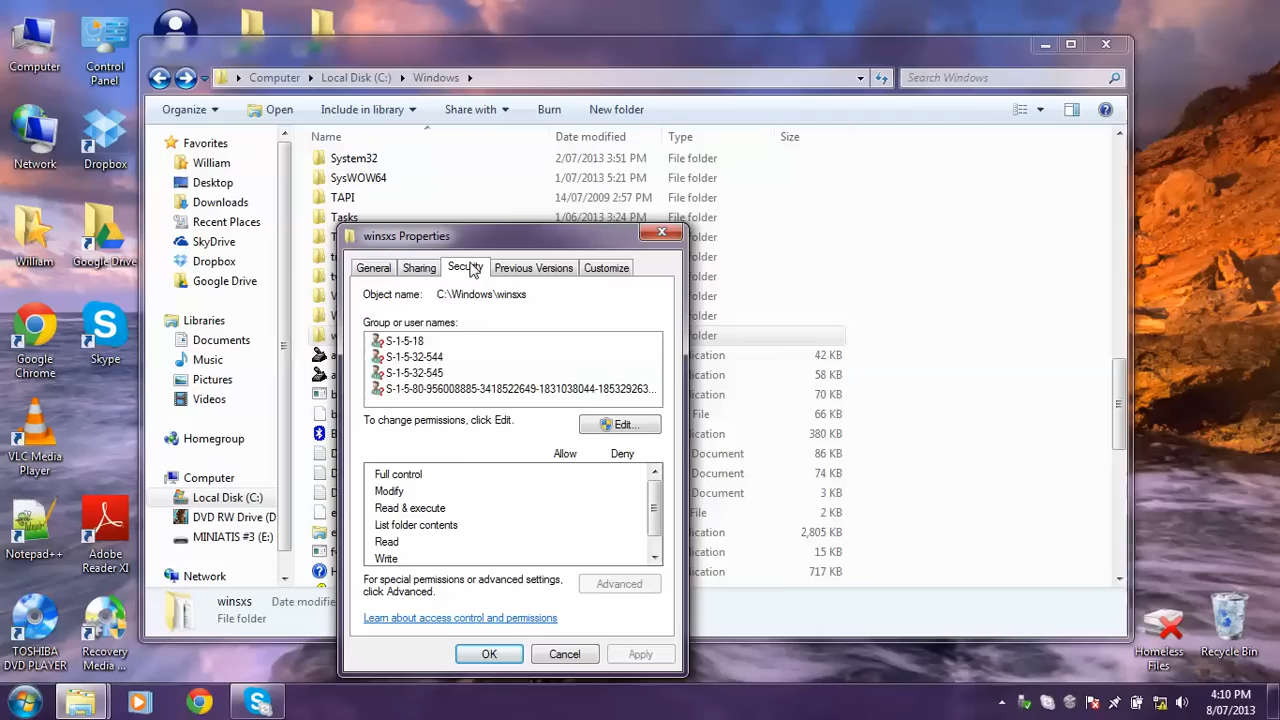 Computer
Control
Panel
Network
Dropbox
William
Google Drive
Google
Chrome
Skype
VLC Media
Player
Notepad++
Adobe
Reader XI
TOSHIBA
DVD PLAYER
Recovery
Media ...
Homeless
Files
Recycle Bin
Computer Local Disk (C:) Windows
Search Windows
Organize Open Include in library Share with Burn New folder
Favorites
William
Desktop
Downloads
Recent Places
SkyDrive
Dropbox
Google Drive
Libraries
Documents
Music
Pictures
Videos
Homegroup
Computer
Local Disk (C:)
DVD RW Drive (D
MINIATIS #3 (E:)
Network
Name Date modified Type Size
System32 2/07/2013 3:51 PM File folder
SysWOW64 1/07/2013 5:21 PM File folder
TAPI 14/07/2009 2:57 PM File folder
Tasks 1/06/2013 3:24 PM File folder
folder
folder
folder
folder
folder
folder
ication 42 KB
ication 58 KB
ication 70 KB
File 66 KB
ication 380 KB
Document 86 KB
Document 74 KB
Document 3 KB
File 2 KB
ication 2,805 KB
ication 15 KB
ication 717 KB
winsxs Date modifie
File folder
winsxs Properties
General Sharing Security Previous Versions Customize
Object name: C:\Windows\winsxs
Group or user names:
S-1-5-18
S-1-5-32-544
S-1-5-32-545
S-1-5-80-956008885-3418522649-1831038044-185329263...
To change permissions, click Edit.
Edit...
Allow Deny
Full control
Modify
Read & execute
List folder contents
Read
Write
For special permissions or advanced settings,
click Advanced.
Advanced
Learn about access control and permissions
OK Cancel Apply
4:10 PM
8/07/2013